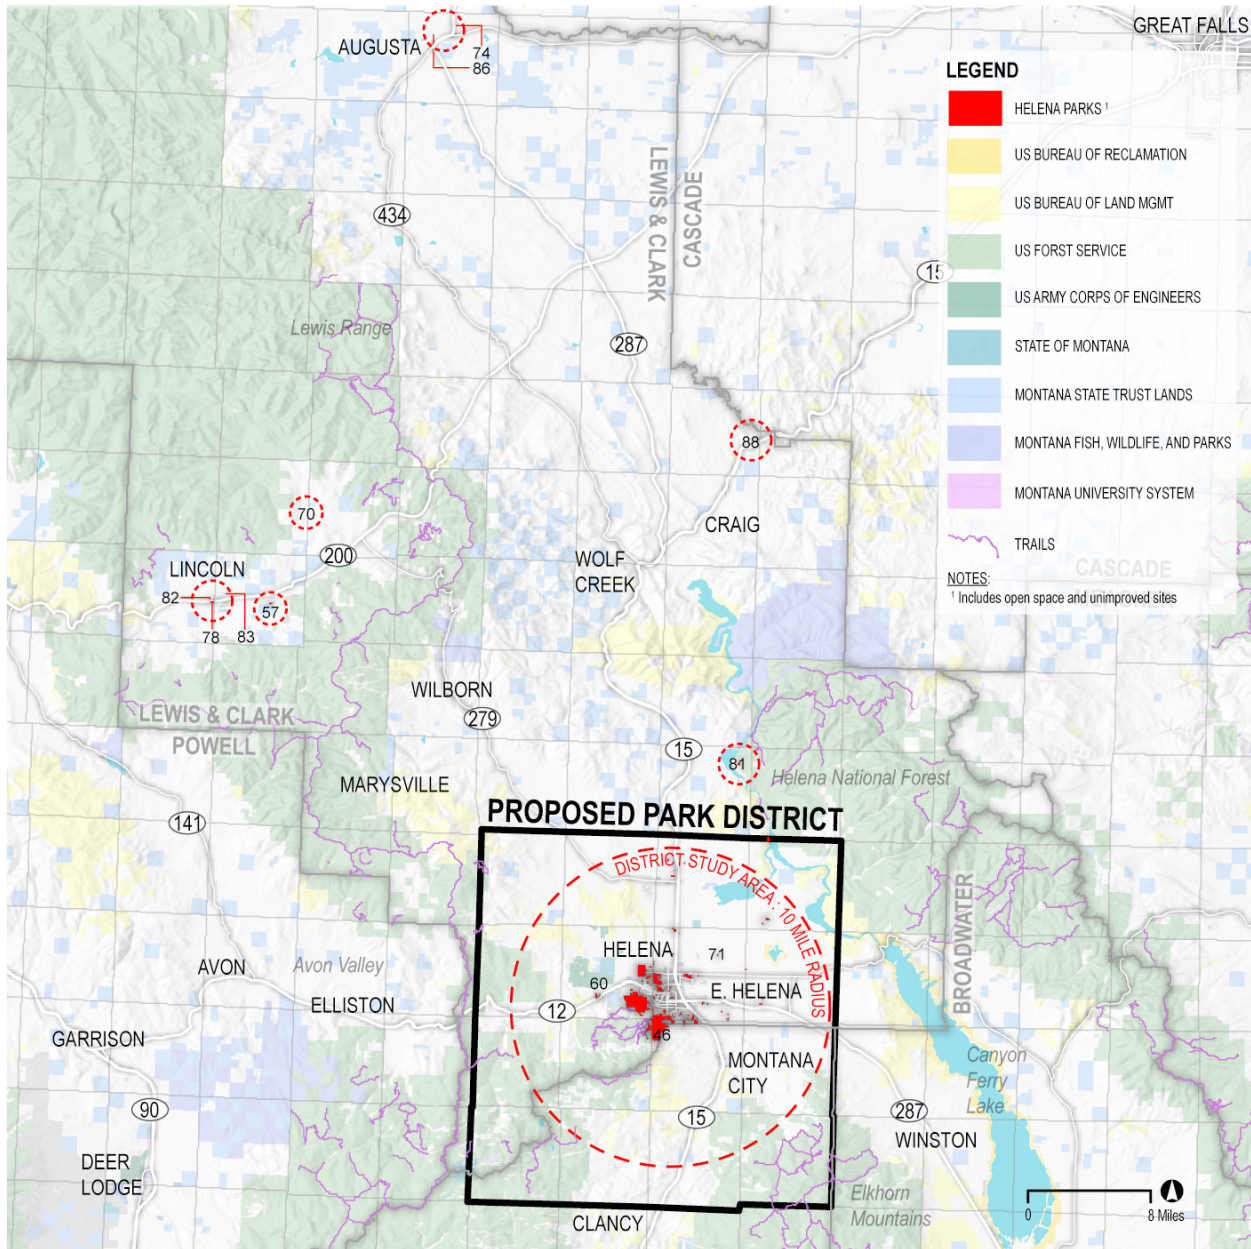 GREAT FALLS
AUGUSTA
74
86
LEGEND
HELENA PARKS ¹
US BUREAU OF RECLAMATION
US BUREAU OF LAND MGMT
US FORST SERVICE
US ARMY CORPS OF ENGINEERS
STATE OF MONTANA
MONTANA STATE TRUST LANDS
MONTANA FISH, WILDLIFE, AND PARKS
MONTANA UNIVERSITY SYSTEM
TRAILS
NOTES:
¹ Includes open space and unimproved sites
CASCADE
LEWIS & CLARK
CASCADE
434
15
Lewis Range
287
88
70
CRAIG
200
WOLF
CREEK
LINCOLN
82
57
78
83
WILBORN
LEWIS & CLARK
POWELL
279
15
81
Helena National Forest
MARYSVILLE
141
PROPOSED PARK DISTRICT
DISTRICT STUDY AREA : 10 MILE RADIUS
BROADWATER
HELENA
71
AVON
Avon Valley
60
E. HELENA
ELLISTON
12
GARRISON
46
MONTANA
CITY
Canyon
Ferry
Lake
90
15
287
WINSTON
DEER
LODGE
Elkhorn
Mountains
CLANCY
0
8 Miles